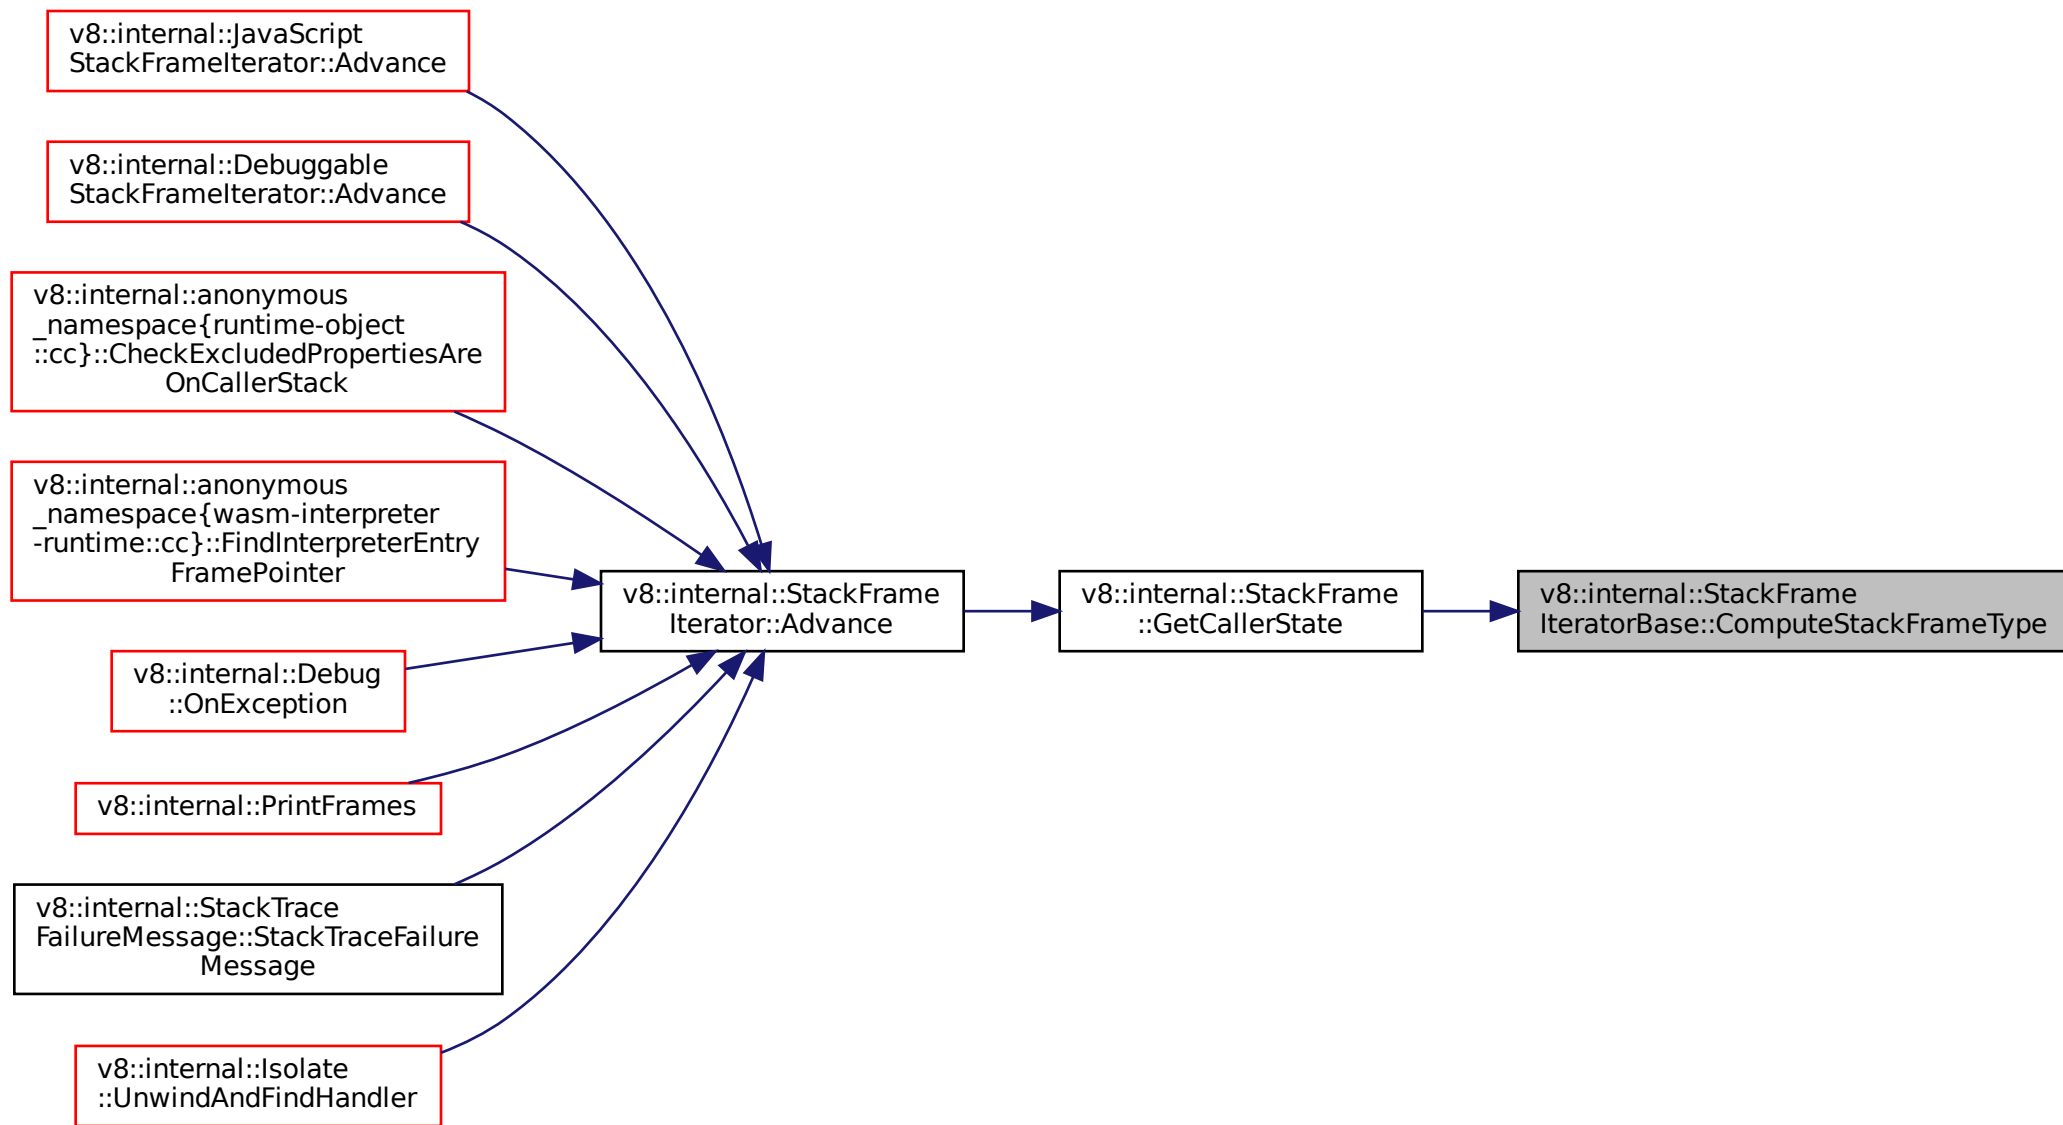 v8::internal::JavaScript
StackFrameIterator::Advance
v8::internal::Debuggable
StackFrameIterator::Advance
v8::internal::anonymous
_namespace{runtime-object
::cc}::CheckExcludedPropertiesAre
OnCallerStack
v8::internal::anonymous
_namespace{wasm-interpreter
-runtime::cc}::FindInterpreterEntry
FramePointer
v8::internal::Debug
::OnException
v8::internal::PrintFrames
v8::internal::StackTrace
FailureMessage::StackTraceFailure
Message
v8::internal::Isolate
::UnwindAndFindHandler
v8::internal::StackFrame
Iterator::Advance
v8::internal::StackFrame
::GetCallerState
v8::internal::StackFrame
IteratorBase::ComputeStackFrameType